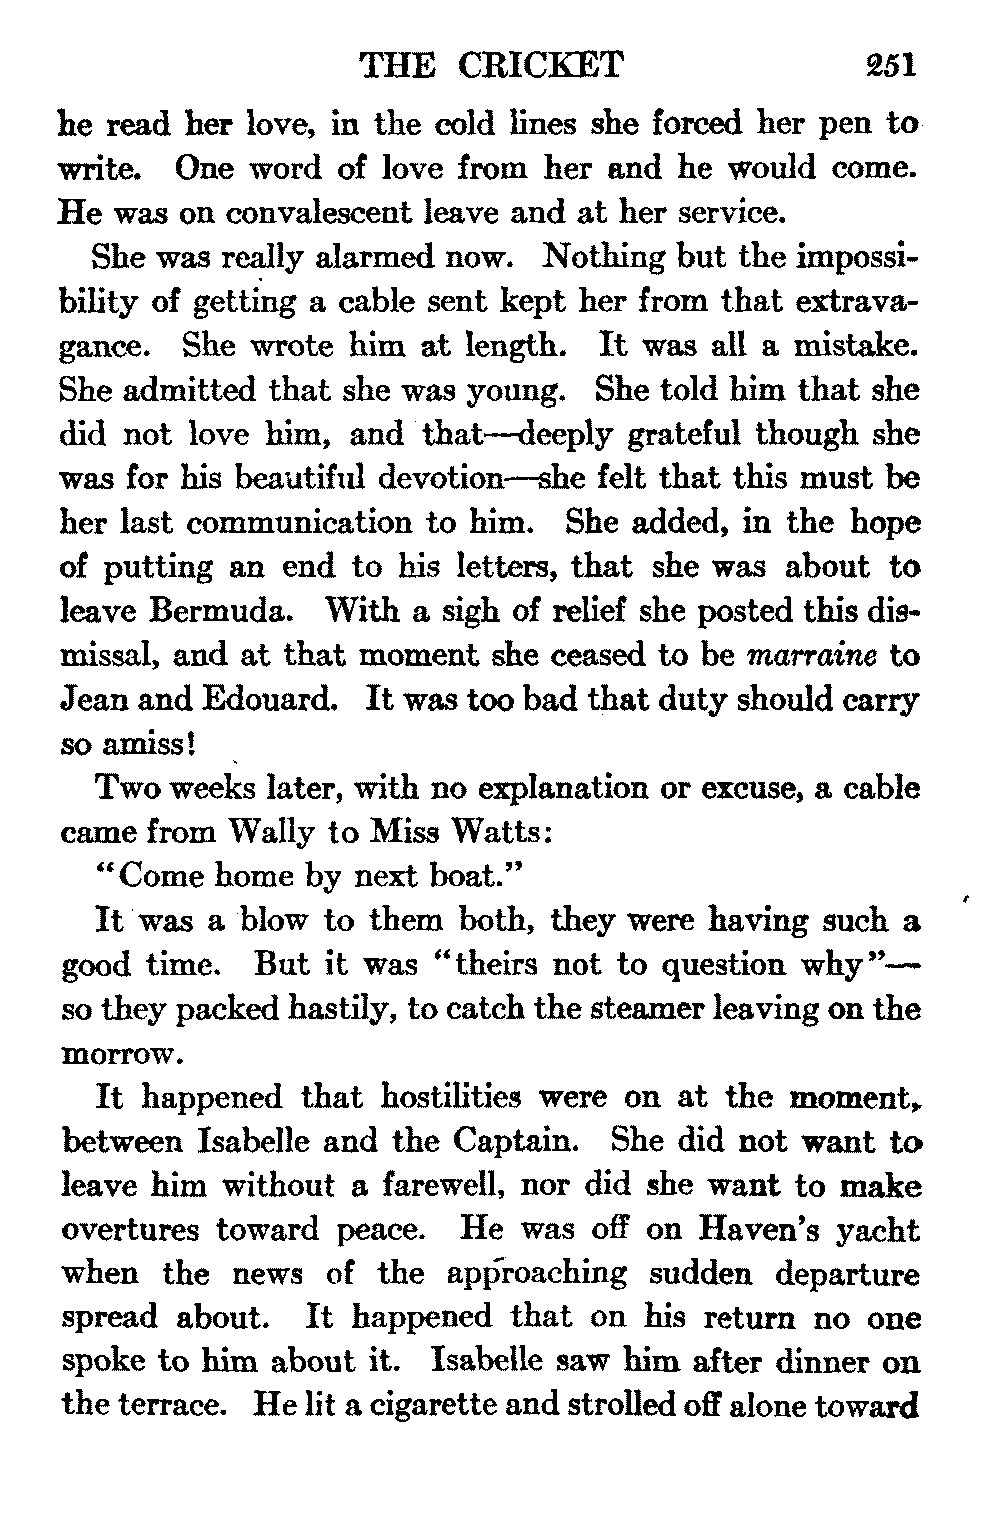 THE CRICKET 251
he read her love, in the cold lines she forced her pen to
write. One word of love from her and he would come.
He was on convalescent leave and at her service.
She was really alarmed now. Nothing but the impossi-
bility of getting a cable sent kept her from that extrava-
gance. She wrote him at length. It was all a mistake.
She admitted that she was young. She told him that she
did not love him, and that—deeply grateful though she
was for his beautiful devotion—she felt that this must be
her last communication to him. She added, in the hope
of putting an end to his letters, that she was about to
leave Bermuda. With a sigh of relief she posted this dis-
missal, and at that moment she ceased to be marraine to
Jean and Edouard. It was too bad that duty should carry
so amiss!
Two weeks later, with no explanation or excuse, a cable
came from Wally to Miss Watts:
"Come home by next boat."
It was a blow to them both, they were having such a
good time. But it was "theirs not to question why"—
so they packed hastily, to catch the steamer leaving on the
morrow.
It happened that hostilities were on at the moment,
between Isabelle and the Captain. She did not want to
leave him without a farewell, nor did she want to make
overtures toward peace. He was off on Haven's yacht
when the news of the approaching sudden departure
spread about. It happened that on his return no one
spoke to him about it. Isabelle saw him after dinner on
the terrace. He lit a cigarette and strolled off alone toward